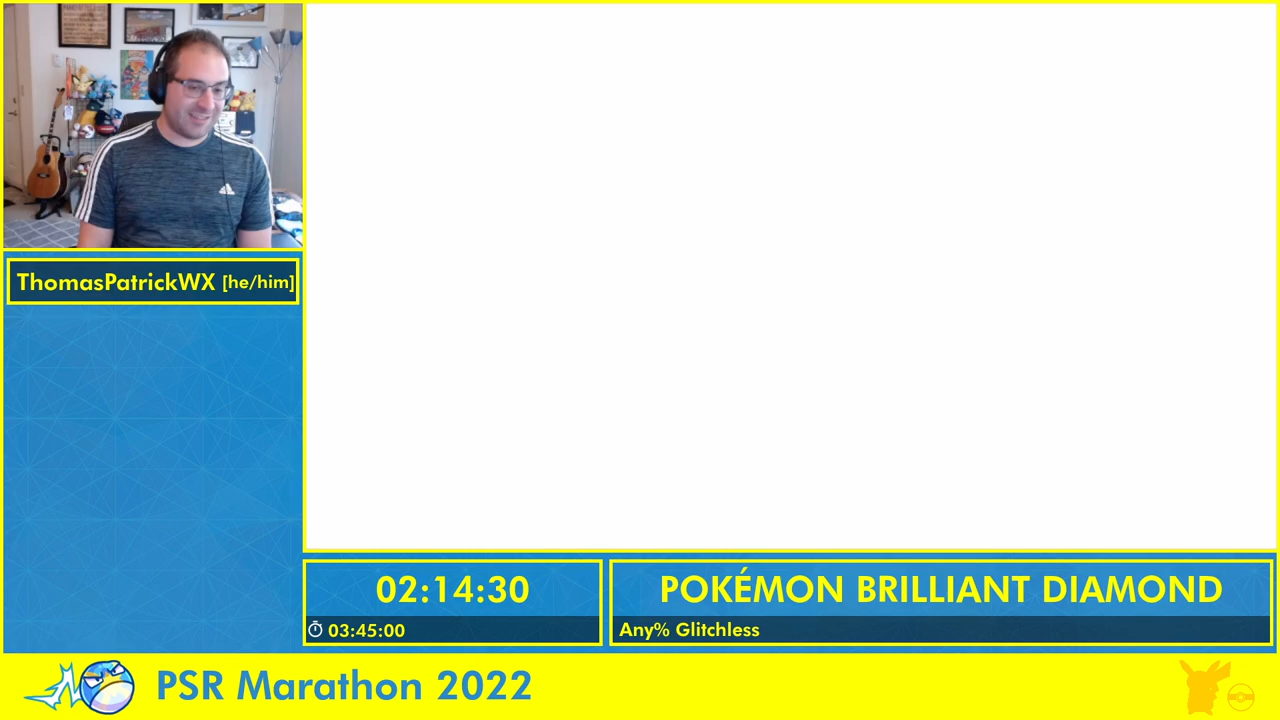 ThomasPatrickWX [he/him]
02:14:30
03:45:00
POKÉMON BRILLIANT DIAMOND
Any% Glitchless
PSR Marathon 2022